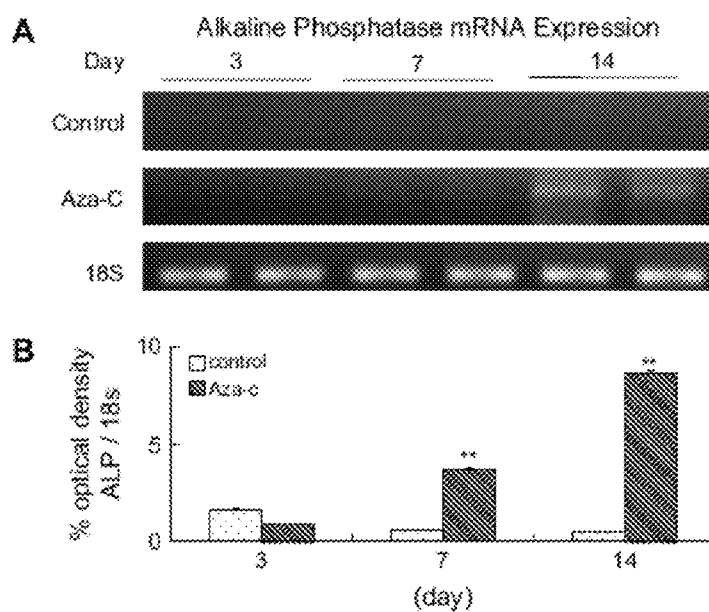 A
Alkaline Phosphatase mRNA Expression
Day 3 7 14
Control
Aza-C
18S
B
% optical density
ALP / 18s
10
5
0
control
Aza-c
**
**
3 7 14
(day)